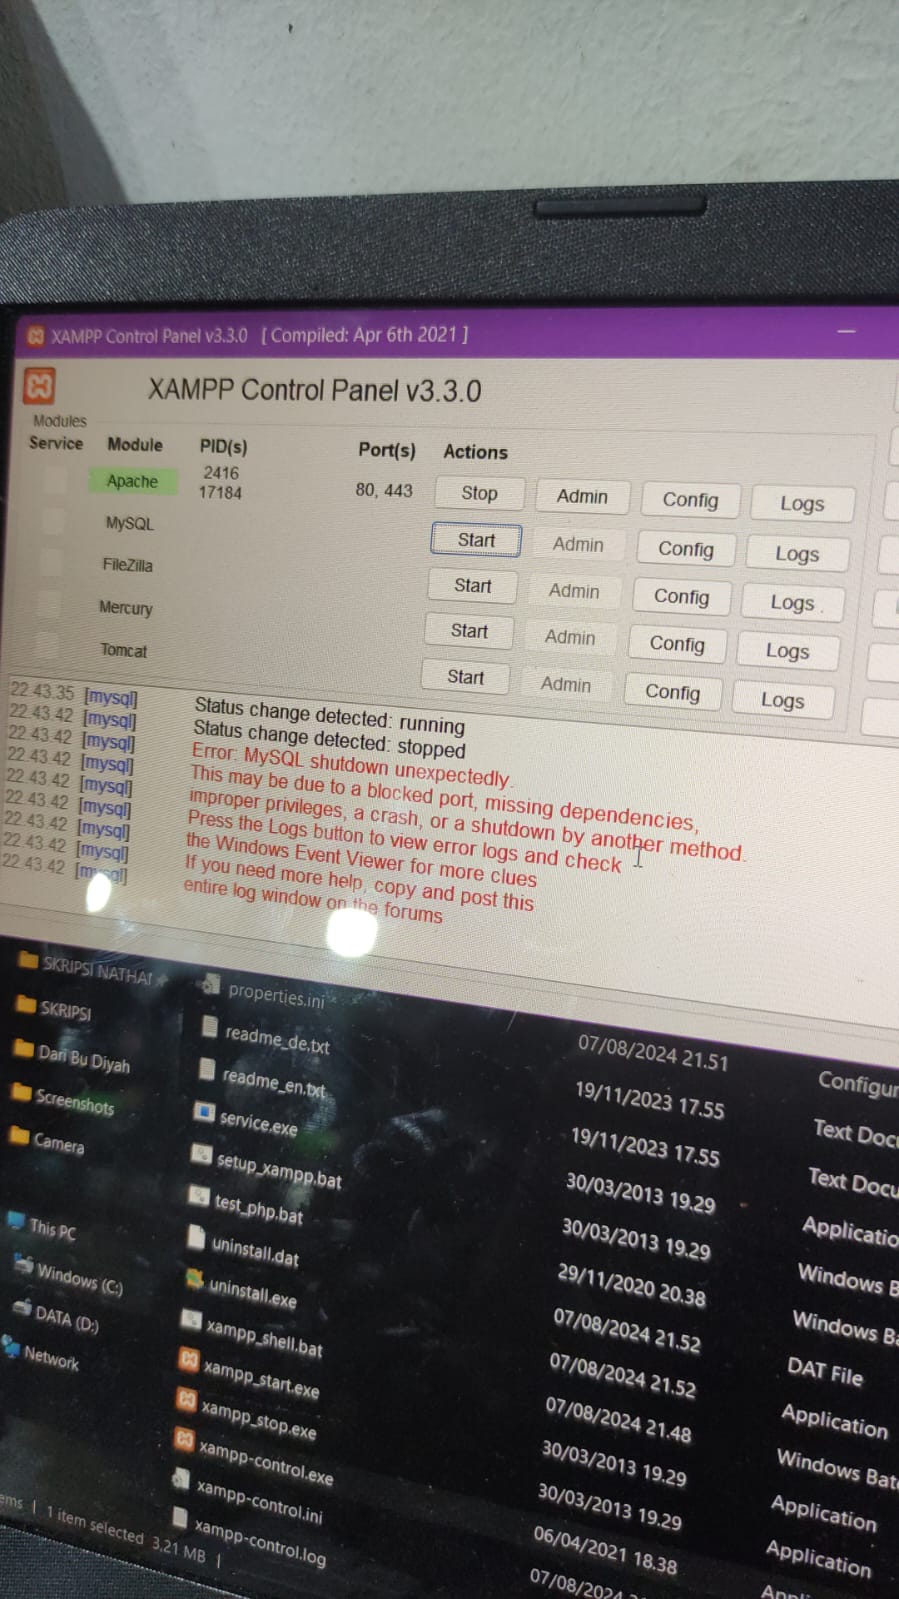 XAMPP Control Panel v3.3.0 [ Compiled: Apr 6th 2021 ]
XAMPP Control Panel v3.3.0
Modules
Service Module PID(s) Port(s) Actions
Apache 2416 17184 80, 443 Stop Admin Config Logs
MySQL Start Admin Config Logs
FileZilla Start Admin Config Logs
Mercury Start Admin Config Logs
Tomcat Start Admin Config Logs
22.43.35 [mysql] Status change detected: running
22.43.42 [mysql] Status change detected: stopped
22.43.42 [mysql] Error: MySQL shutdown unexpectedly.
22.43.42 [mysql] This may be due to a blocked port, missing dependencies,
22.43.42 [mysql] improper privileges, a crash, or a shutdown by another method.
22.43.42 [mysql] Press the Logs button to view error logs and check
22.43.42 [mysql] the Windows Event Viewer for more clues
22.43.42 [mysql] If you need more help, copy and post this
22.43.42 [mysql] entire log window on the forums
SKRIPSI NATHA
SKRIPSI
Dari Bu Diyah
Screenshots
Camera
This PC
Windows (C:)
DATA (D:)
Network
properties.ini 07/08/2024 21.51 Configur
readme_de.txt 19/11/2023 17.55 Text Docu
readme_en.txt 19/11/2023 17.55 Text Docu
service.exe 30/03/2013 19.29 Applicatio
setup_xampp.bat 30/03/2013 19.29 Windows B
test_php.bat 29/11/2020 20.38 Windows Ba
uninstall.dat 07/08/2024 21.52 DAT File
uninstall.exe 07/08/2024 21.52 Application
xampp_shell.bat 07/08/2024 21.48 Windows Bat
xampp_start.exe 30/03/2013 19.29 Application
xampp_stop.exe 30/03/2013 19.29 Application
xampp-control.exe 06/04/2021 18.38 Appli
xampp-control.ini 07/08/2024
xampp-control.log
ems | 1 item selected 3,21 MB |